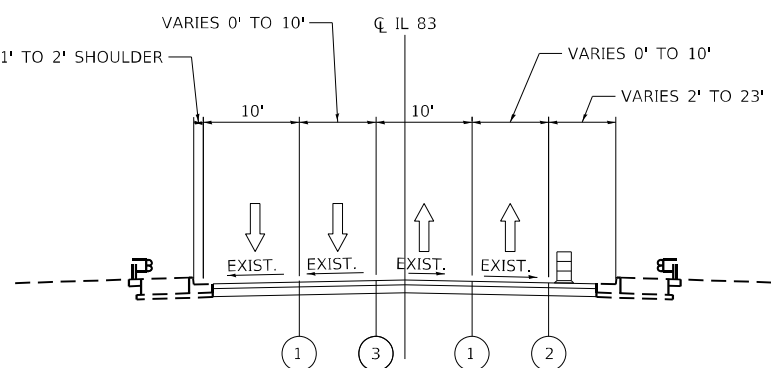 VARIES 0' TO 10'
℄ IL 83
1' TO 2' SHOULDER
VARIES 0' TO 10'
VARIES 2' TO 23'
10' 10'
EXIST. EXIST. EXIST. EXIST.
1 3 1 2